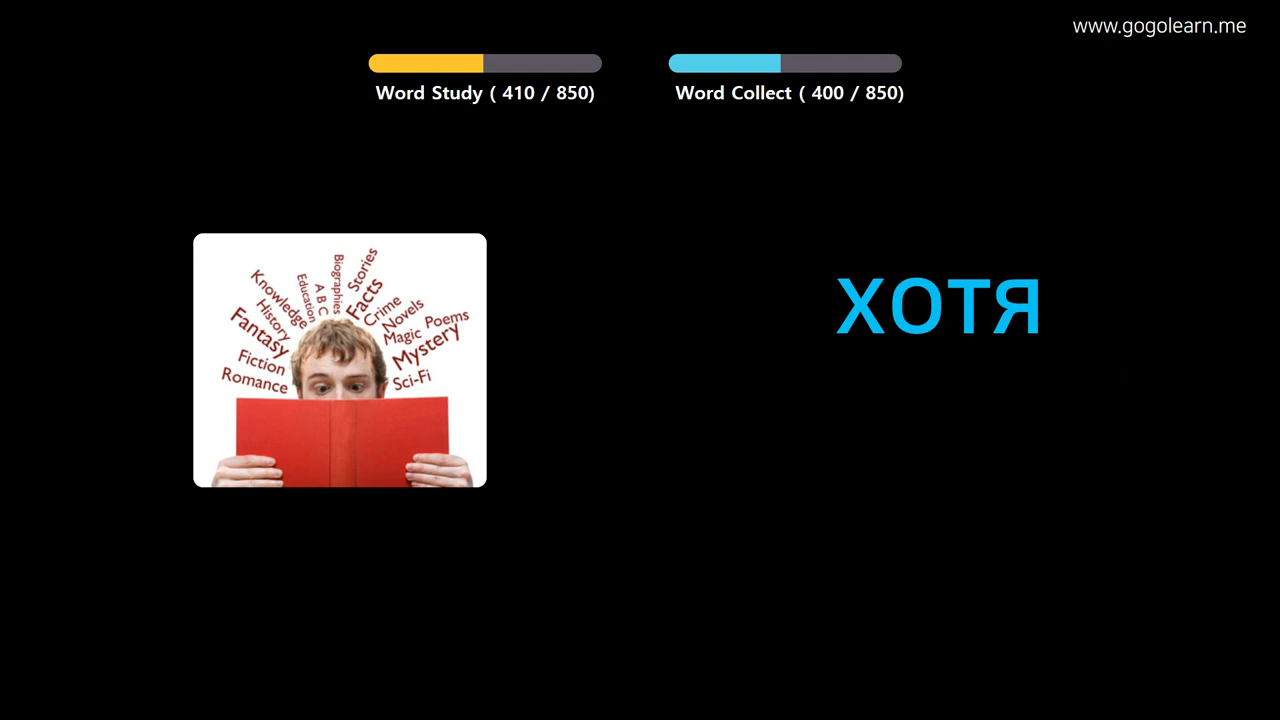 www.gogolearn.me
Word Study ( 410 / 850)
Word Collect ( 400 / 850)
Knowledge
History
Fantasy
Fiction
Romance
Education
A B C
Biographies
Stories
Facts
Crime
Novels
Magic
Poems
Mystery
Sci-Fi
хотя